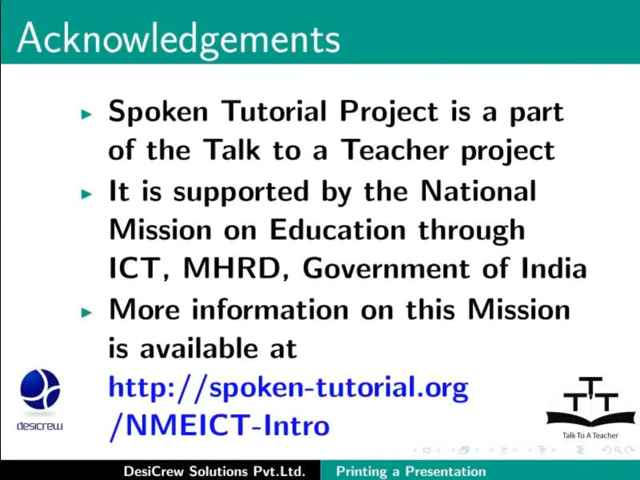 Acknowledgements
Spoken Tutorial Project is a part
of the Talk to a Teacher project
It is supported by the National
Mission on Education through
ICT, MHRD, Government of India
More information on this Mission
is available at
http://spoken-tutorial.org
/NMEICT-Intro
desicrew
T T T
Talk To A Teacher
DesiCrew Solutions Pvt.Ltd. Printing a Presentation